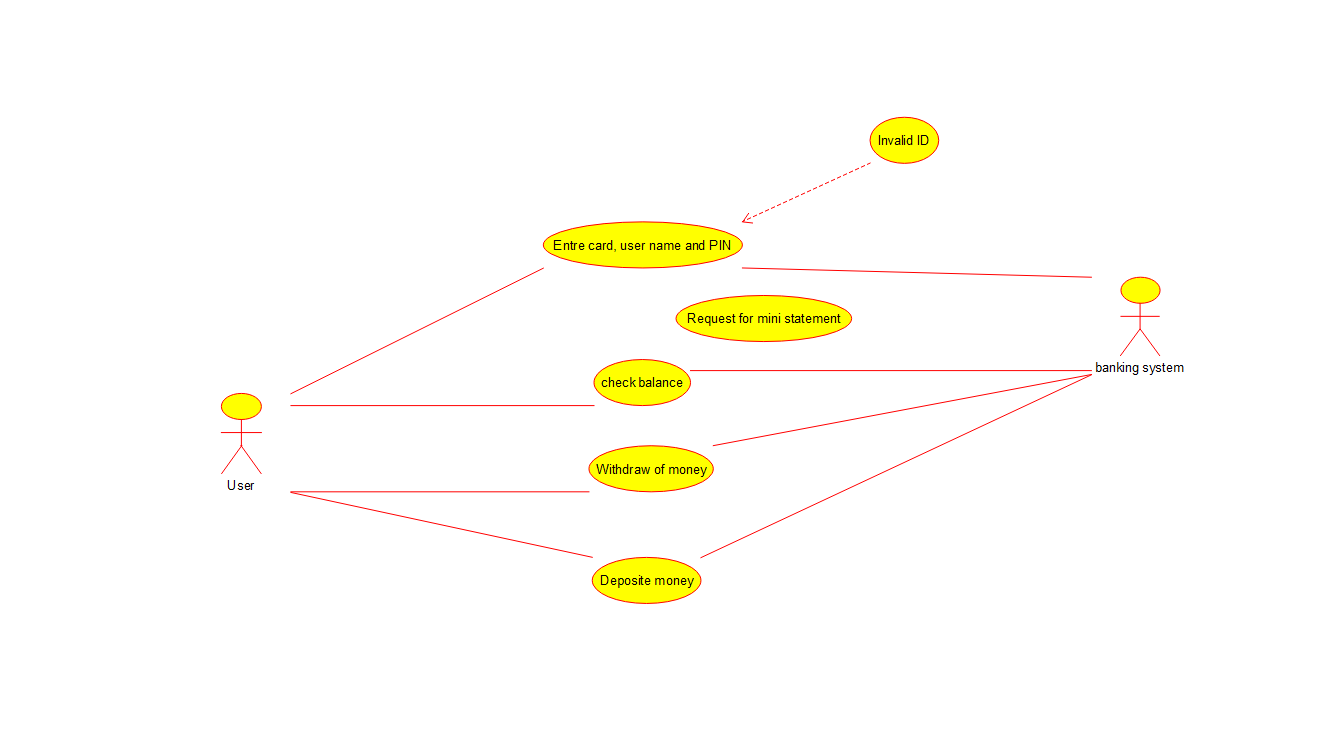 Invalid ID
Entre card, user name and PIN
Request for mini statement
banking system
check balance
Withdraw of money
User
Deposite money